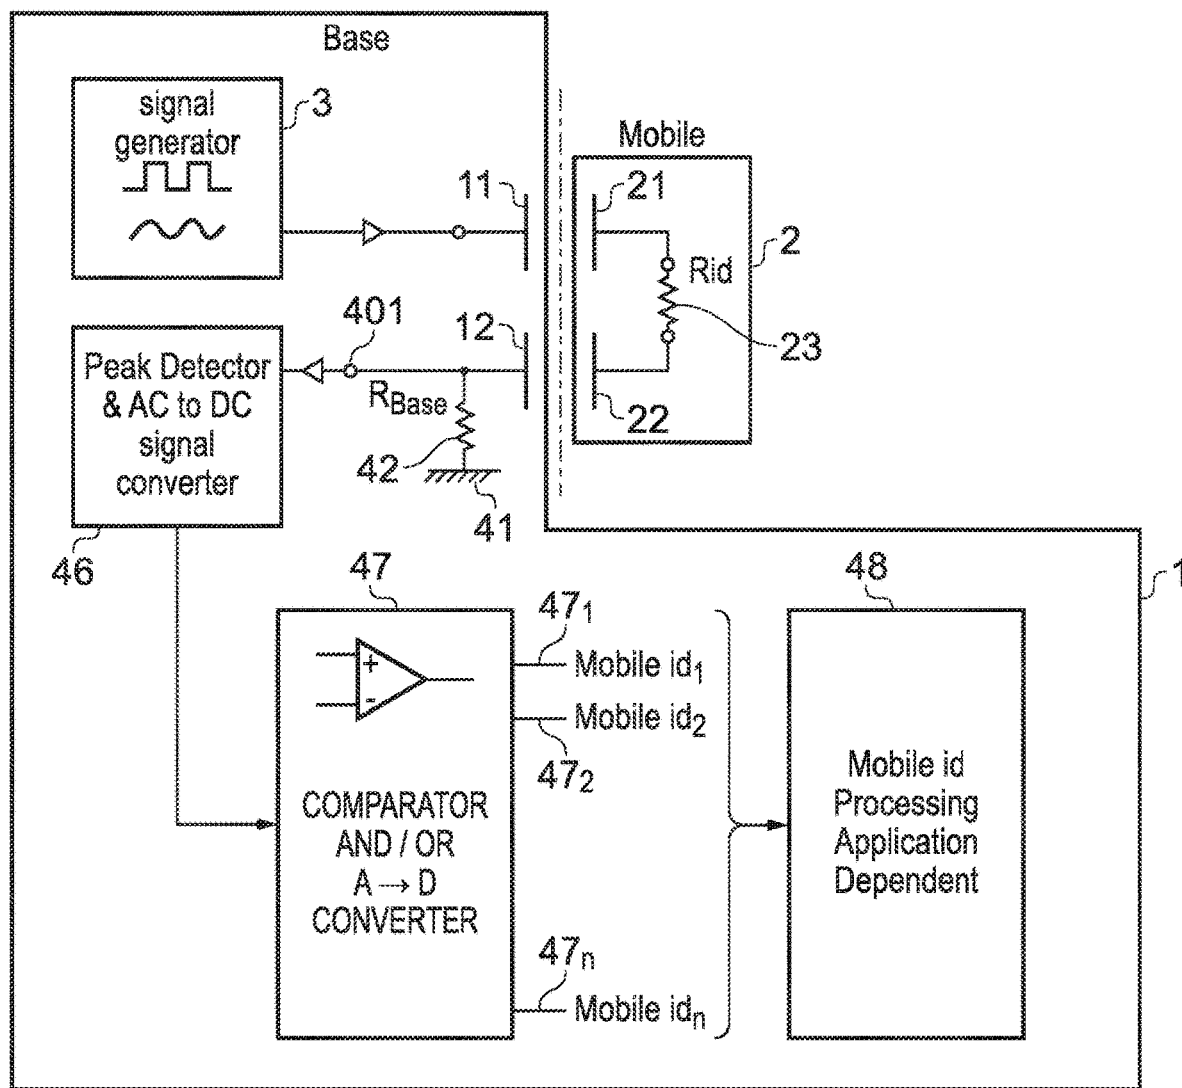 Base
signal
generator
3
Mobile
11
21
2
Rid
23
401
12
22
Peak Detector
& AC to DC
signal
converter
R_Base
42
41
46
47
48
1
47₁
Mobile id₁
Mobile id₂
47₂
+
-
COMPARATOR
AND / OR
A → D
CONVERTER
47ₙ
Mobile idₙ
Mobile id
Processing
Application
Dependent